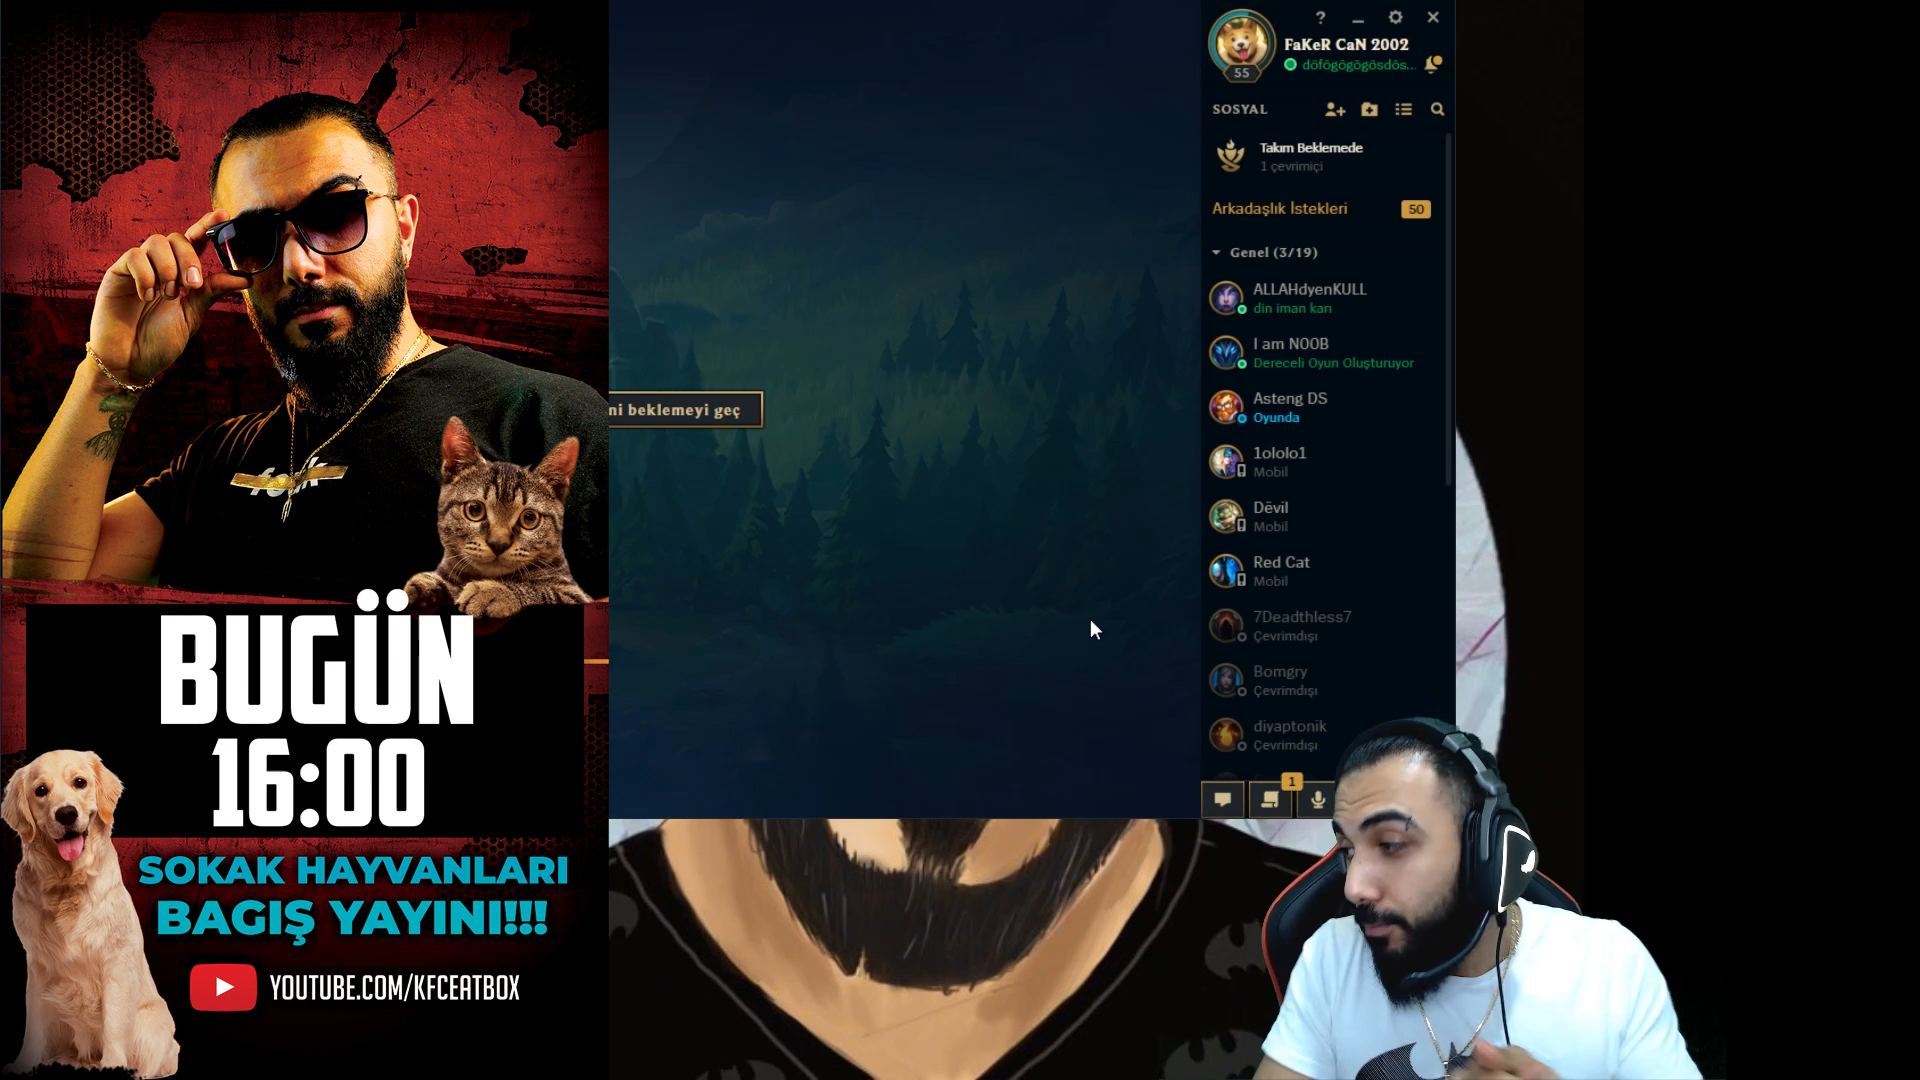 BUGÜN
16:00
SOKAK HAYVANLARI
BAGIŞ YAYINI!!!
YOUTUBE.COM/KFCEATBOX
ni beklemeyi geç
?
FaKeR CaN 2002
55
SOSYAL
Takım Beklemede
1 çevrimiçi
Arkadaşlık İstekleri
50
Genel (3/19)
ALLAHdyenKULL
din iman karı
I am N00B
Dereceli Oyun Oluşturuyor
Asteng DS
Oyunda
1ololo1
Mobil
Dëvil
Mobil
Red Cat
Mobil
7Deadthless7
Çevrimdışı
Bomgry
Çevrimdışı
diyaptonik
Çevrimdışı
1